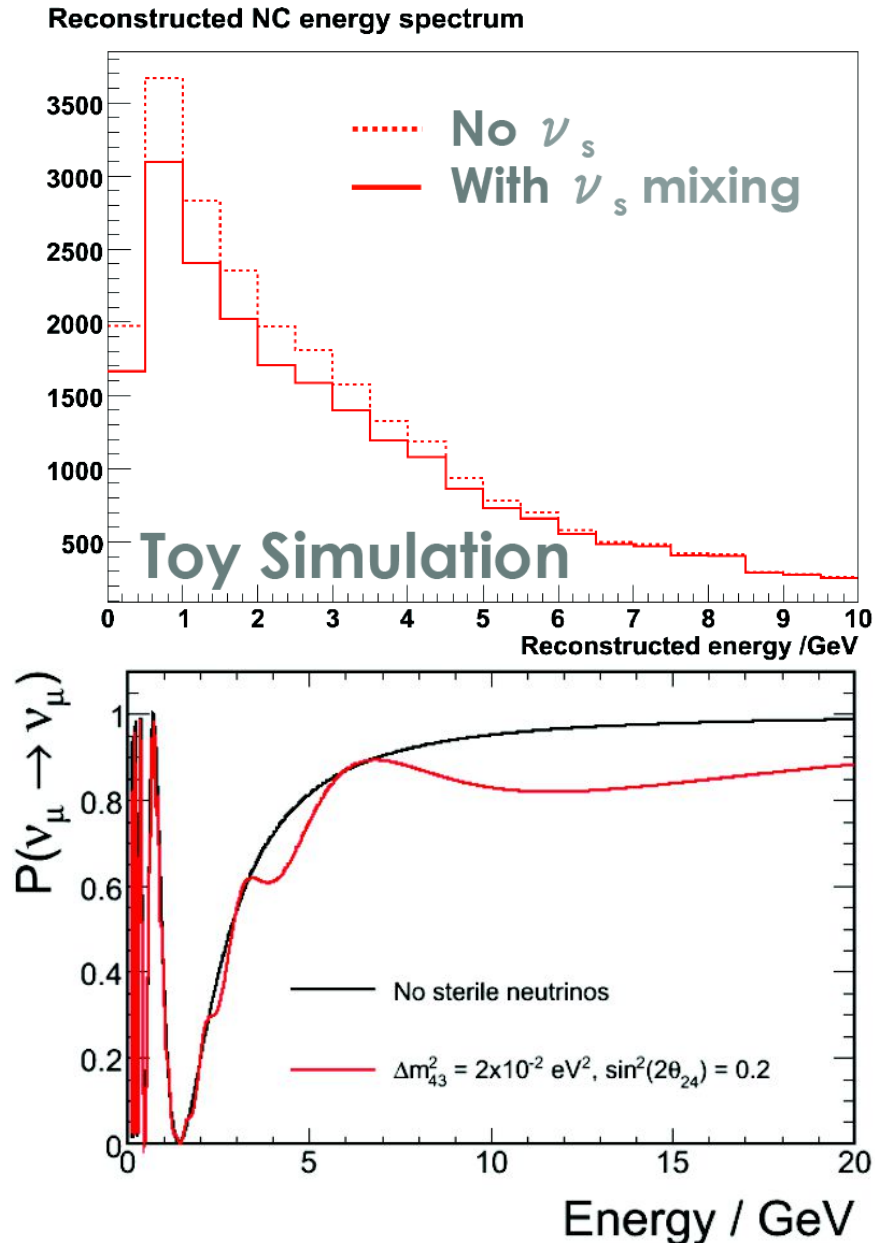 Reconstructed NC energy spectrum
3500
3000
2500
2000
1500
1000
500
No ν s
With ν s mixing
Toy Simulation
0 1 2 3 4 5 6 7 8 9 10
Reconstructed energy /GeV
P(νμ → νμ)
1
0.8
0.6
0.4
0.2
0
No sterile neutrinos
Δm²43 = 2x10⁻² eV², sin²(2θ24) = 0.2
0 5 10 15 20
Energy / GeV